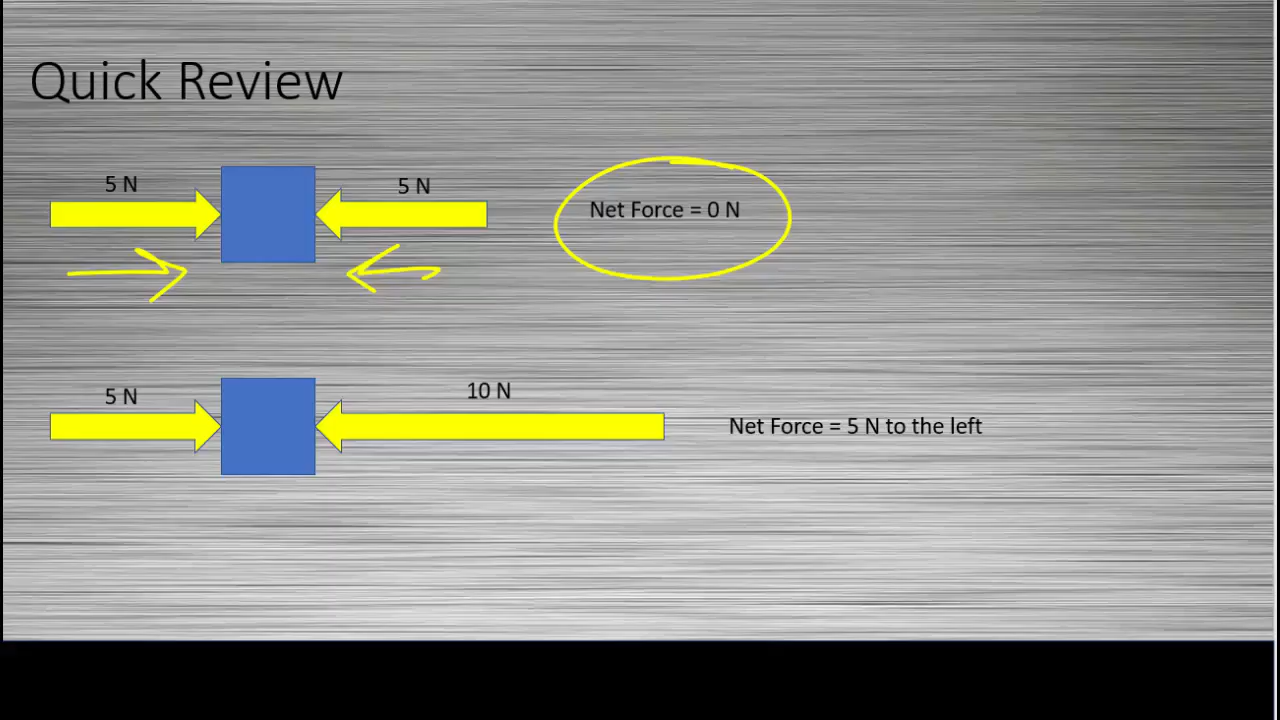 Quick Review
5 N
5 N
Net Force = 0 N
5 N
10 N
Net Force = 5 N to the left